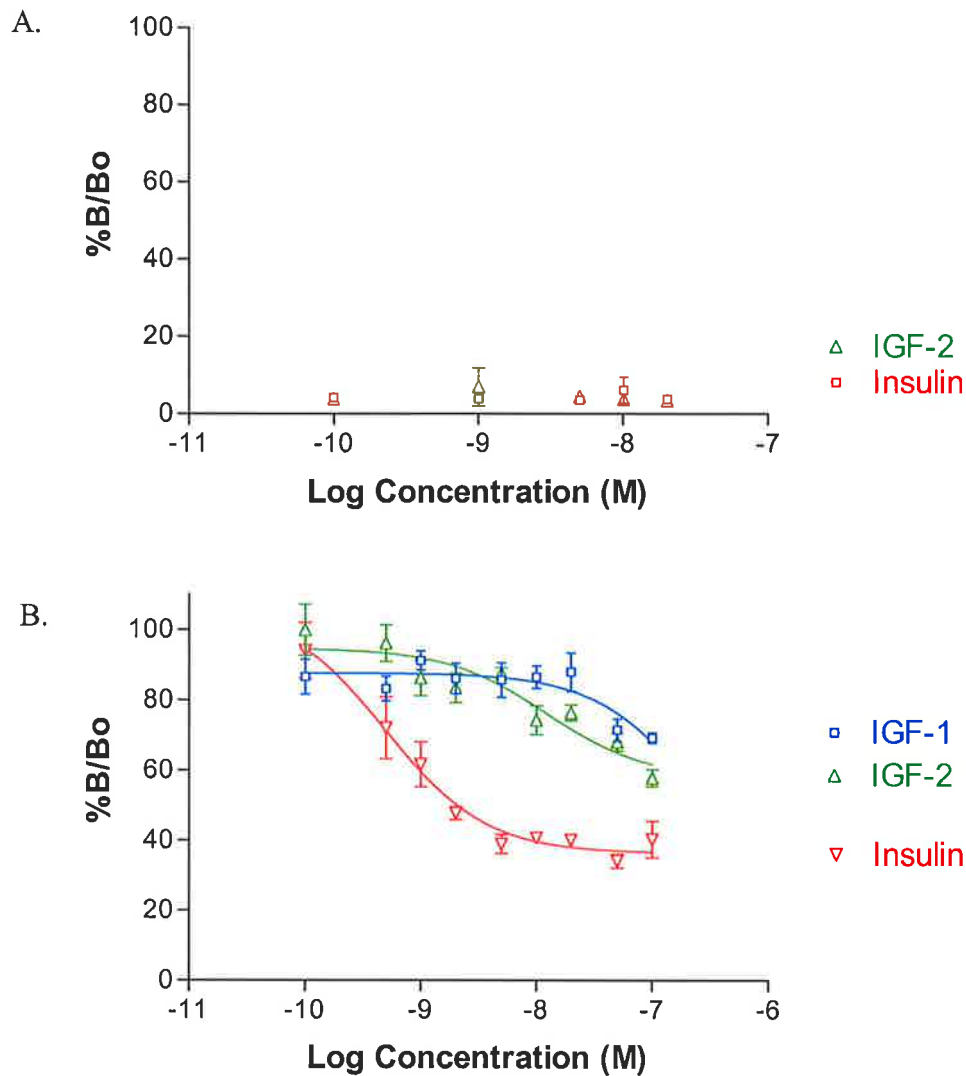 A.
100
80
60
40
20
0
%B/Bo
-11
-10
-9
-8
-7
Log Concentration (M)
IGF-2
Insulin
B.
100
80
60
40
20
0
%B/Bo
-11
-10
-9
-8
-7
-6
Log Concentration (M)
IGF-1
IGF-2
Insulin